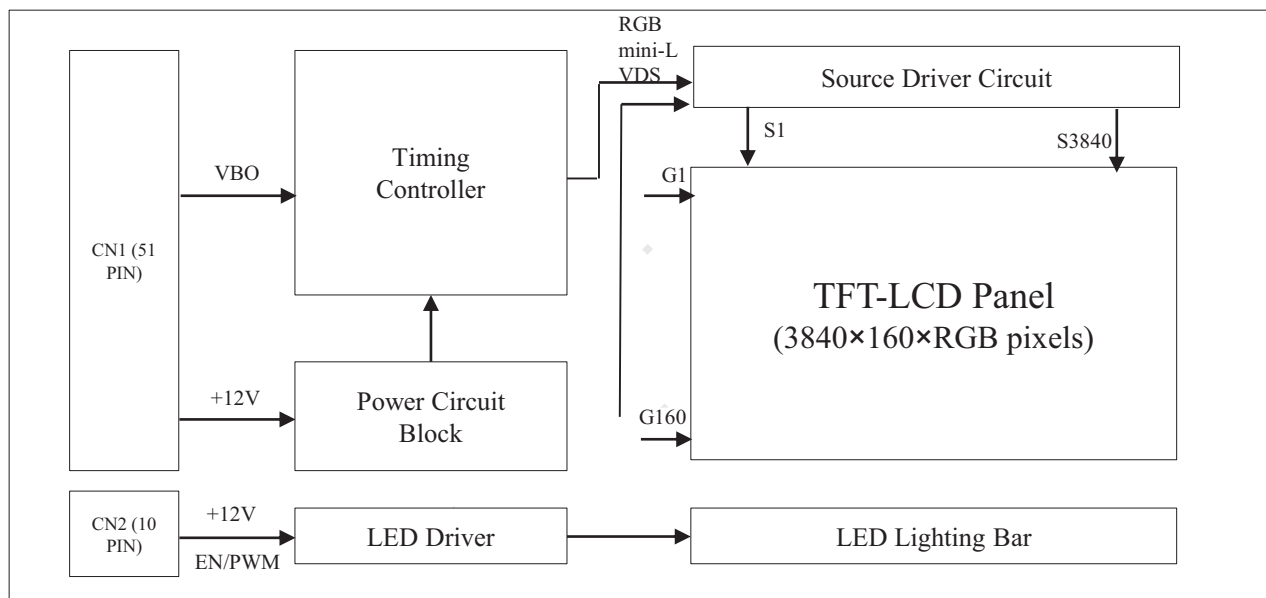 RGB
mini-L
VDS
Source Driver Circuit
S1
S3840
VBO
Timing
Controller
G1
CN1 (51
PIN)
TFT-LCD Panel
(3840×160×RGB pixels)
+12V
Power Circuit
Block
G160
CN2 (10
PIN)
+12V
EN/PWM
LED Driver
LED Lighting Bar